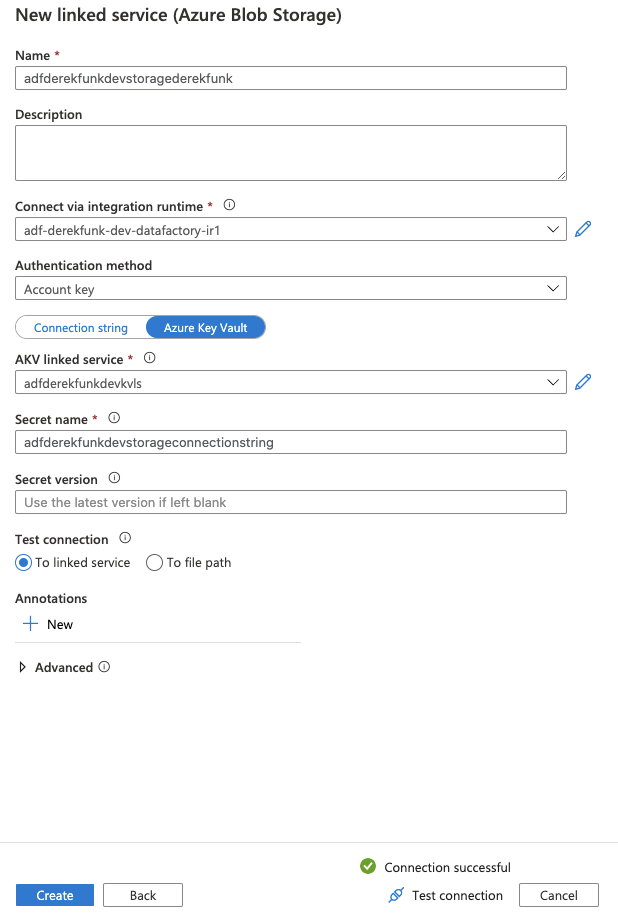 New linked service (Azure Blob Storage)
Name *
adfderekfunkdevstoragederekfunk
Description
Connect via integration runtime *
adf-derekfunk-dev-datafactory-ir1
Authentication method
Account key
Connection string Azure Key Vault
AKV linked service *
adfderekfunkdevkvls
Secret name *
adfderekfunkdevstorageconnectionstring
Secret version
Use the latest version if left blank
Test connection
To linked service To file path
Annotations
New
Advanced
Connection successful
Create Back Test connection Cancel